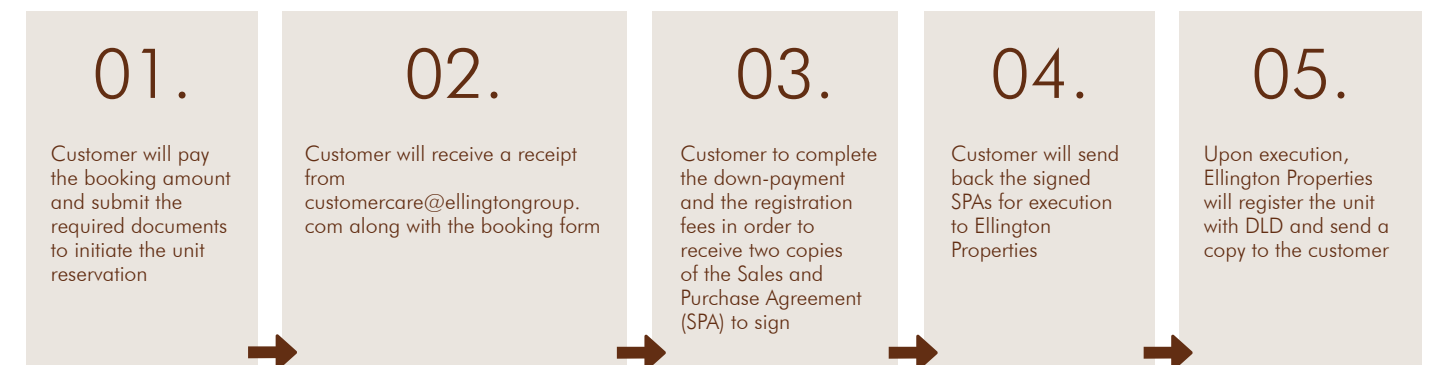 01.
Customer will pay
the booking amount
and submit the
required documents
to initiate the unit
reservation
02.
Customer will receive a receipt
from
customercare@ellingtongroup.
com along with the booking form
03.
Customer to complete
the down-payment
and the registration
fees in order to
receive two copies
of the Sales and
Purchase Agreement
(SPA) to sign
04.
Customer will send
back the signed
SPAs for execution
to Ellington
Properties
05.
Upon execution,
Ellington Properties
will register the unit
with DLD and send a
copy to the customer